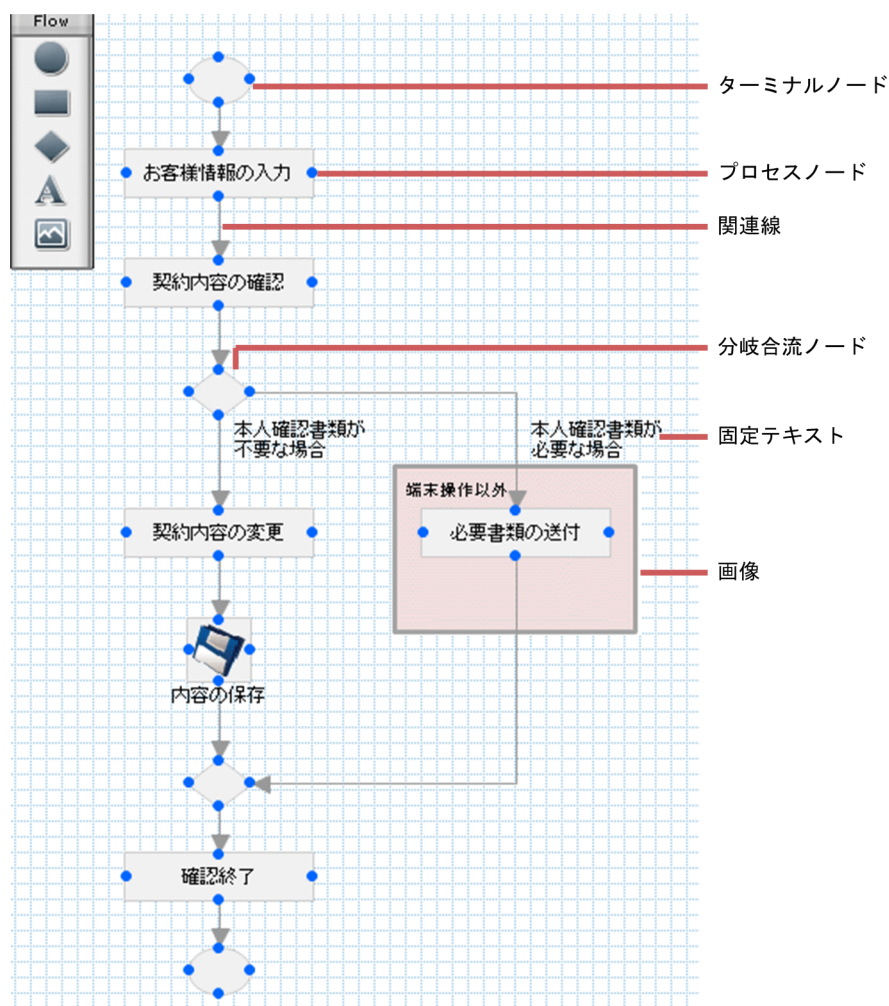 Flow
ターミナルノード
お客様情報の入力
プロセスノード
関連線
契約内容の確認
分岐合流ノード
本人確認書類が
不要な場合
本人確認書類が
必要な場合
固定テキスト
端末操作以外
契約内容の変更
必要書類の送付
画像
内容の保存
確認終了